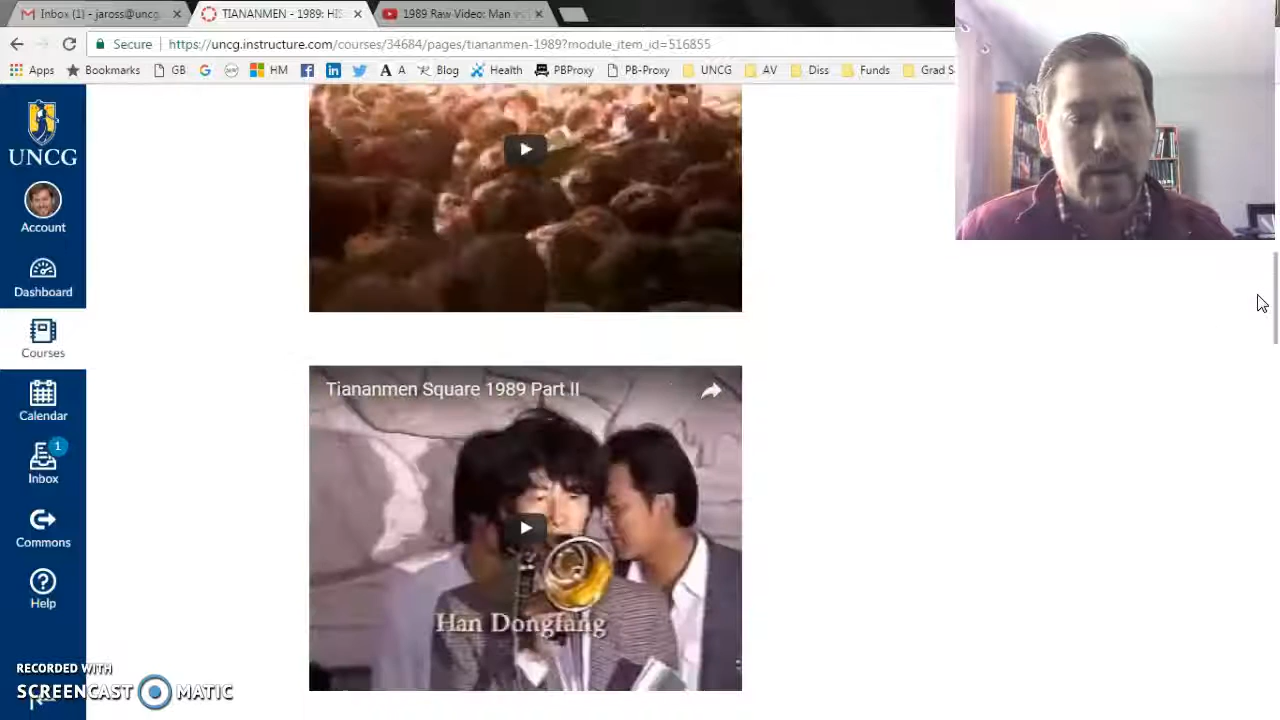 Inbox (1) - jaross@uncg.
TIANANMEN - 1989: HIS
1989 Raw Video: Man vs
Secure
https://uncg.instructure.com/courses/34684/pages/tiananmen-1989?module_item_id=516855
Apps Bookmarks GB HM A Blog Health PBProxy PB-Proxy UNCG AV Diss Funds Grad S
UNCG
Account
Dashboard
Courses
Calendar
1
Inbox
Commons
Help
Tiananmen Square 1989 Part II
Han Dongfang
RECORDED WITH
SCREENCAST MATIC